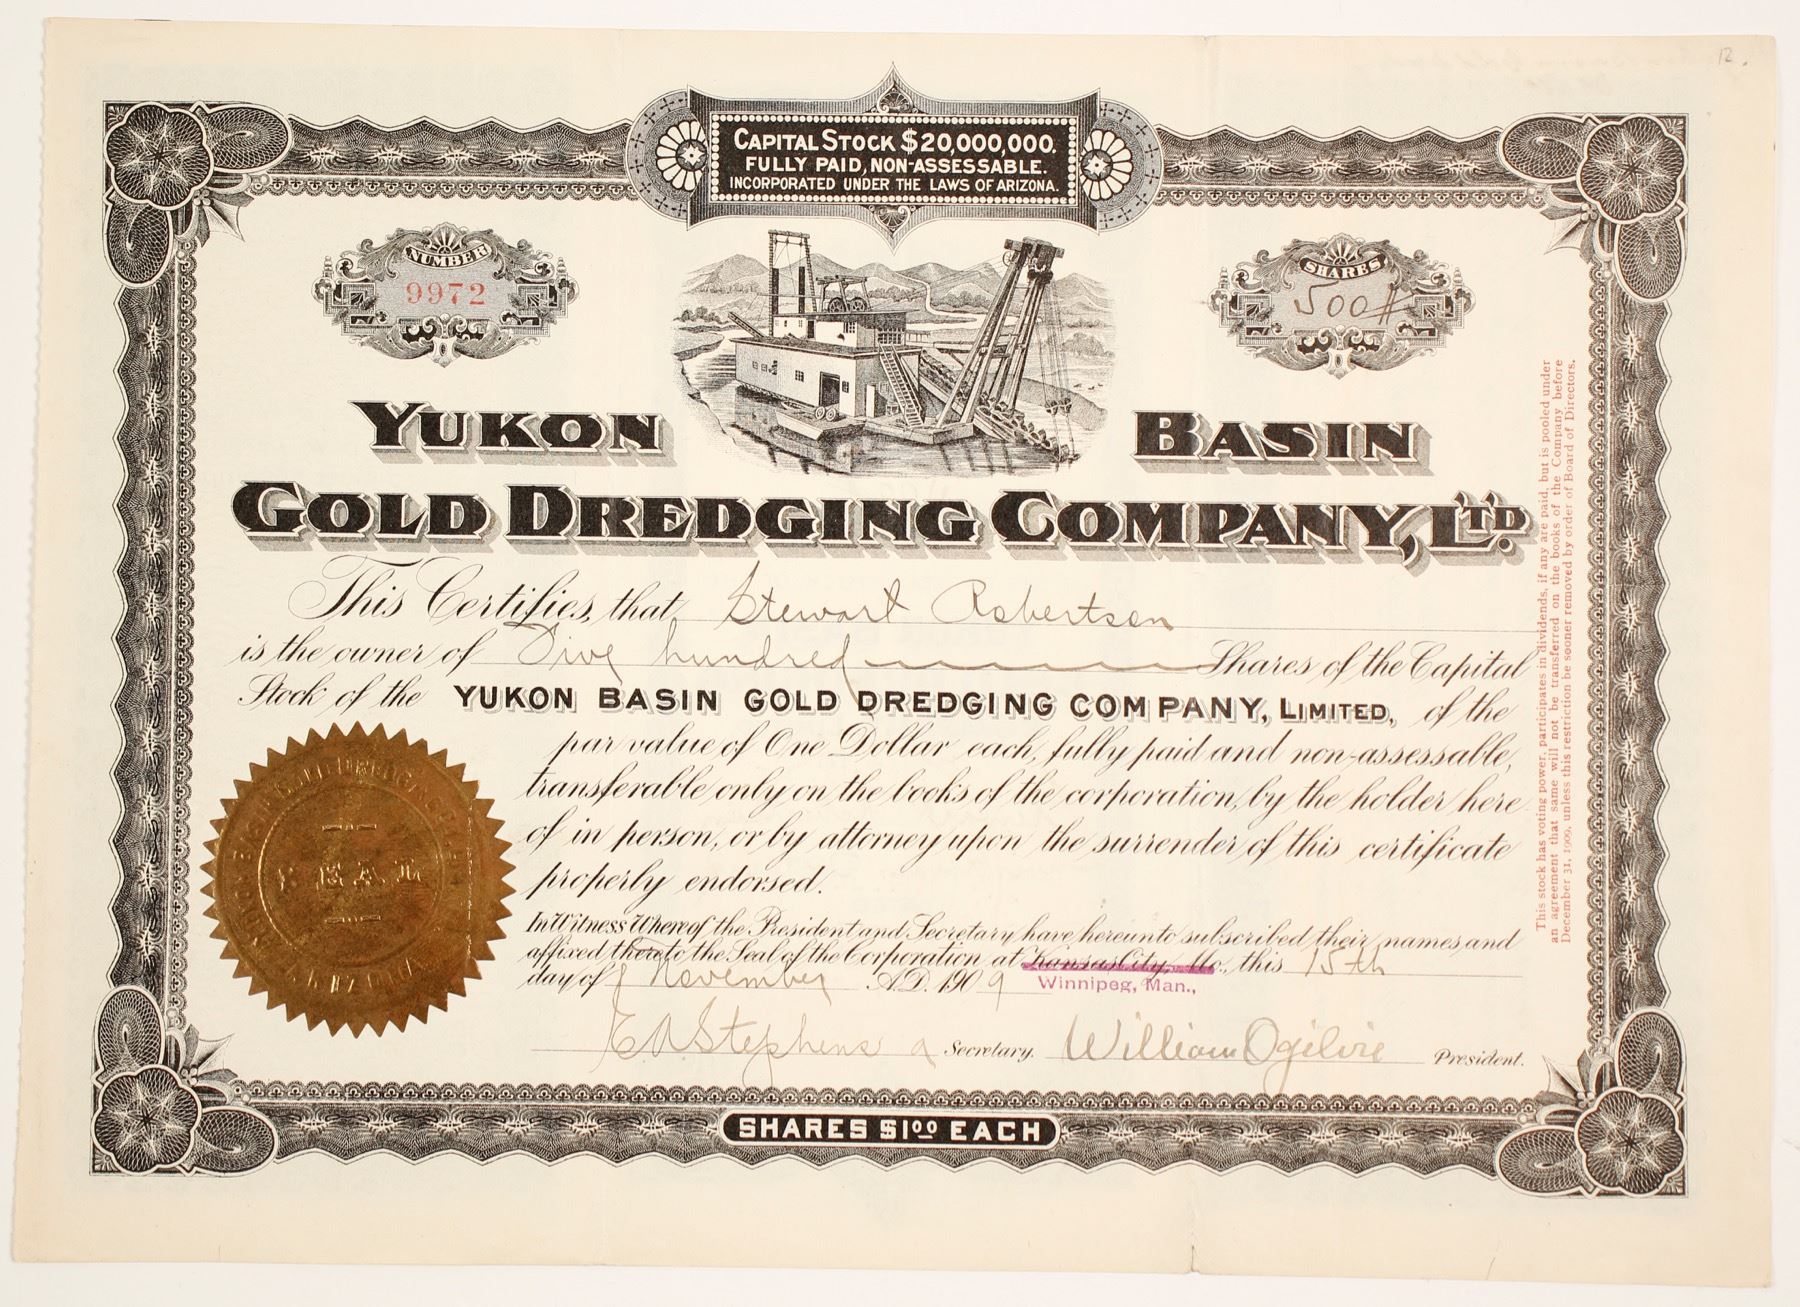 12.
CAPITAL STOCK $20,000,000.
FULLY PAID, NON-ASSESSABLE.
INCORPORATED UNDER THE LAWS OF ARIZONA.
NUMBER
9972
SHARES
500
YUKON BASIN
GOLD DREDGING COMPANY, LTD.
This Certifies, that Stewart Robertson
is the owner of Five hundred Shares of the Capital
Stock of the YUKON BASIN GOLD DREDGING COMPANY, LIMITED, of the
par value of One Dollar each, fully paid and non-assessable,
transferable only on the books of the corporation, by the holder here
of in person, or by attorney upon the surrender of this certificate
properly endorsed.
In Witness Whereof the President and Secretary have hereunto subscribed their names and
affixed thereto the Seal of the Corporation at Kansas City, Mo., this 15th
day of November A.D. 1909 Winnipeg, Man.,
E A Stephens Secretary. William Ogilvie President.
SHARES $1.00 EACH
SEAL
This stock has voting power, participates in dividends, if any are paid, but is pooled under
an agreement that same will not be transferred on the books of the Company before
December 31, 1909, unless this restriction be sooner removed by order of Board of Directors.